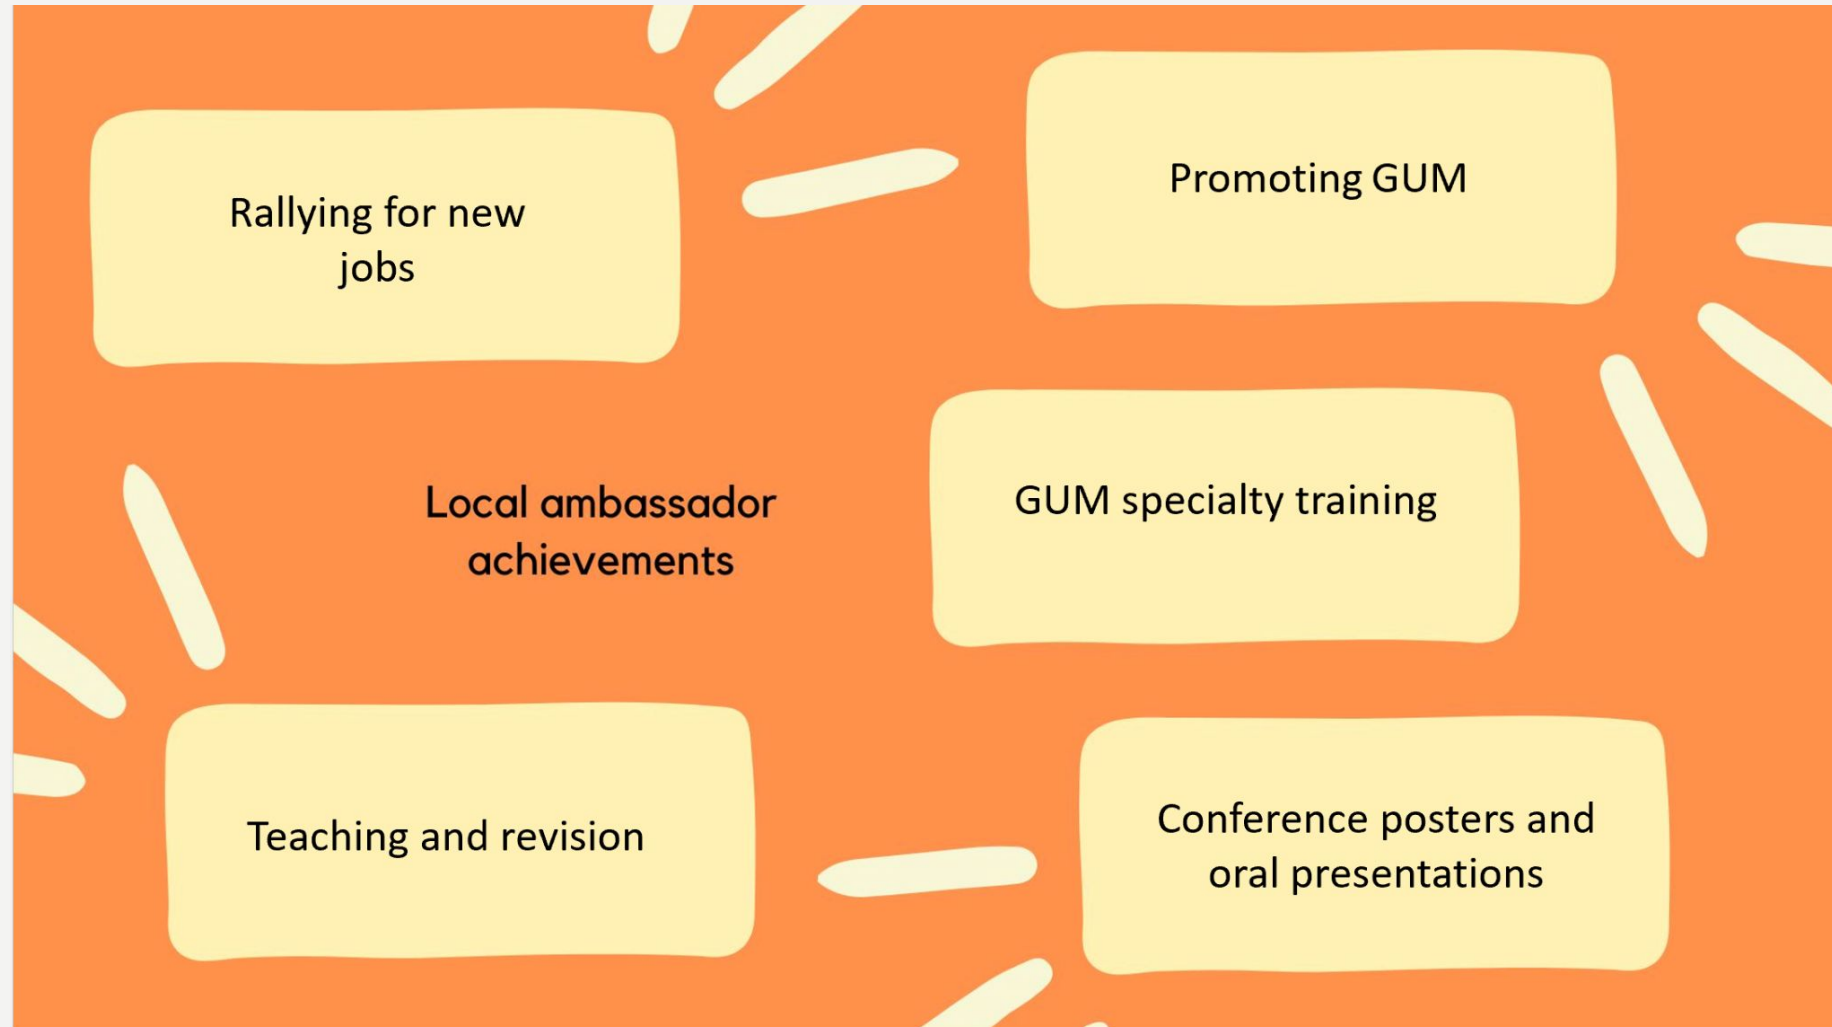 Rallying for new
jobs
Promoting GUM
Local ambassador
achievements
GUM specialty training
Teaching and revision
Conference posters and
oral presentations